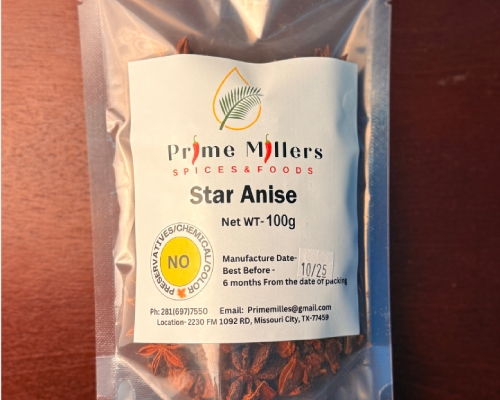 Prime Millers
SPICES&FOODS
Star Anise
Net WT- 100g
PRESERVATIVES/CHEMICAL/COLOR
NO
Manufacture Date-
10/25
Best Before -
6 months From the date of packing
Ph: 281(697)7550 Email: Primemilles@gmail.com
Location- 2230 FM 1092 RD, Missouri City, TX-77459